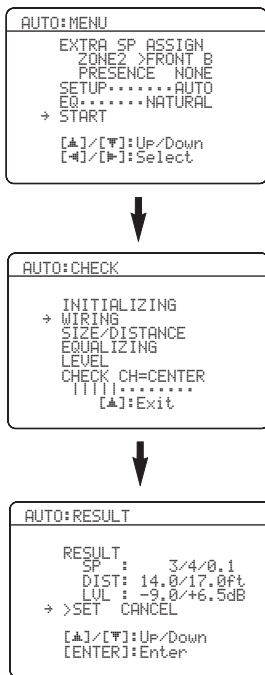 AUTO:MENU
EXTRA SP ASSIGN
ZONE2 >FRONT B
PRESENCE NONE
SETUP·······AUTO
EQ·······NATURAL
→ START
[▲]/[▼]:Up/Down
[◀]/[▶]:Select
AUTO:CHECK
INITIALIZING
→ WIRING
SIZE/DISTANCE
EQUALIZING
LEVEL
CHECK CH=CENTER
|||||·········
[▲]:Exit
AUTO:RESULT
RESULT
SP : 3/4/0.1
DIST: 14.0/17.0ft
LVL : -9.0/+6.5dB
→ >SET CANCEL
[▲]/[▼]:Up/Down
[ENTER]:Enter